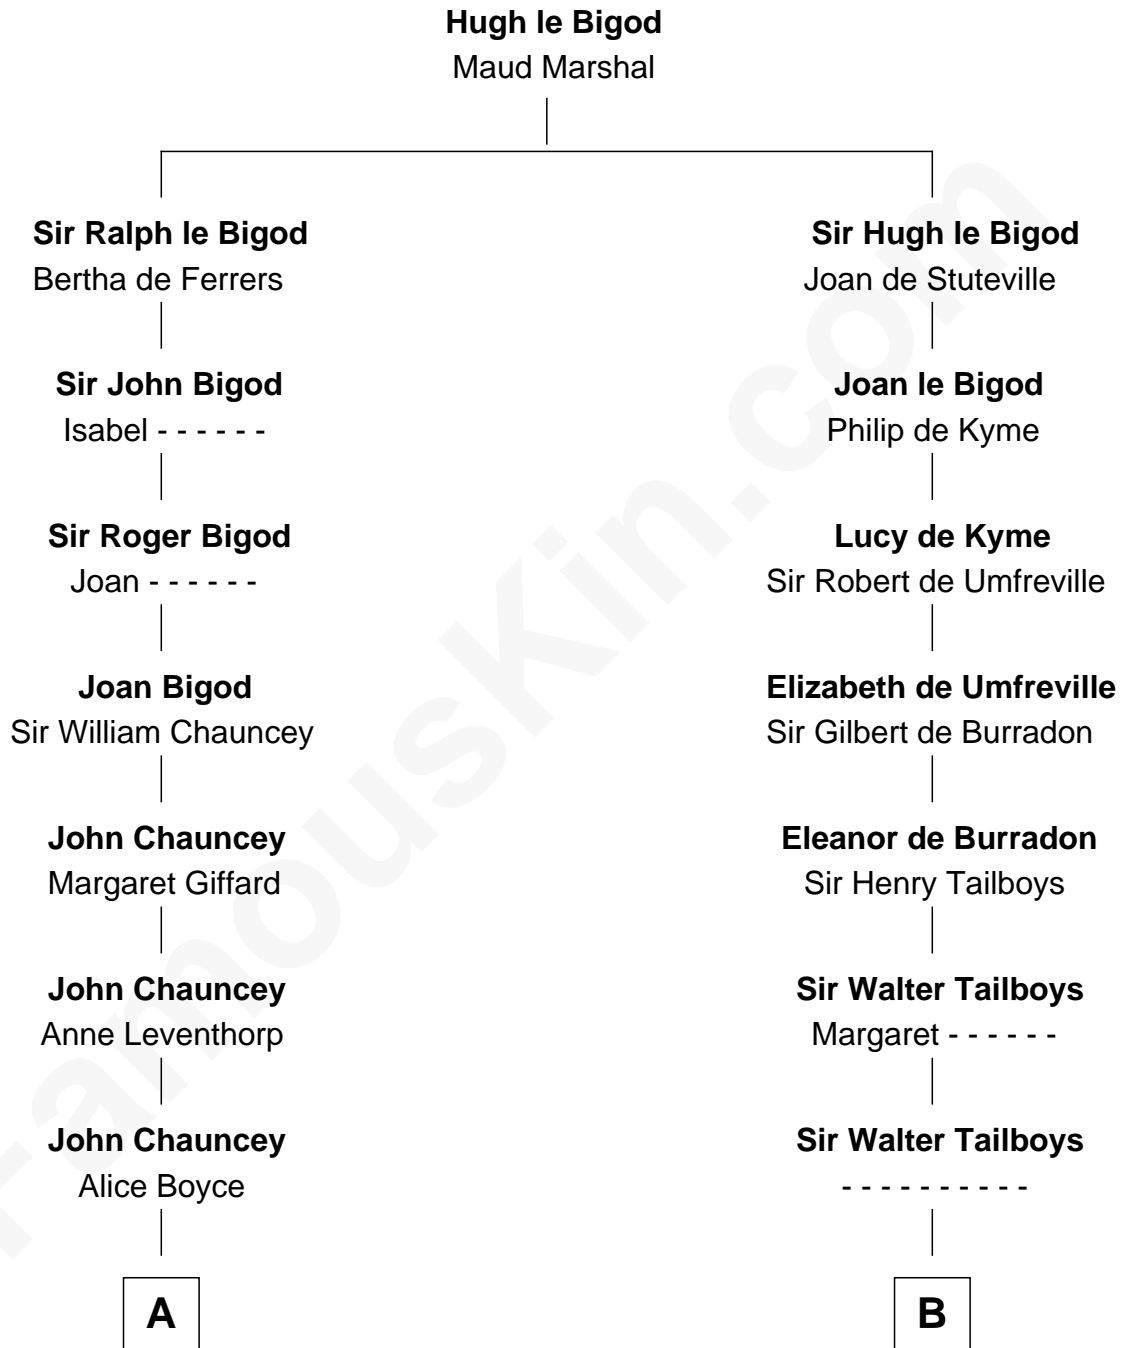 Hugh le Bigod
Maud Marshal
Sir Ralph le Bigod
Bertha de Ferrers
Sir John Bigod
Isabel - - - - - -
Sir Roger Bigod
Joan - - - - - -
Joan Bigod
Sir William Chauncey
John Chauncey
Margaret Giffard
John Chauncey
Anne Leventhorp
John Chauncey
Alice Boyce
A
Sir Hugh le Bigod
Joan de Stuteville
Joan le Bigod
Philip de Kyme
Lucy de Kyme
Sir Robert de Umfreville
Elizabeth de Umfreville
Sir Gilbert de Burradon
Eleanor de Burradon
Sir Henry Tailboys
Sir Walter Tailboys
Margaret - - - - - -
Sir Walter Tailboys
- - - - - - - - - -
B
FamousKin.com